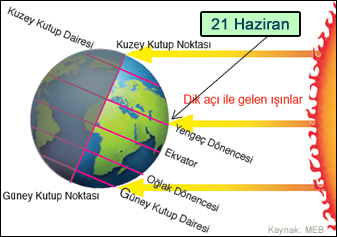 21 Haziran
Kuzey Kutup Dairesi
Kuzey Kutup Noktası
Dik açı ile gelen ışınlar
Yengeç Dönencesi
Ekvator
Oğlak Dönencesi
Güney Kutup Noktası
Güney Kutup Dairesi
Kaynak: MEB